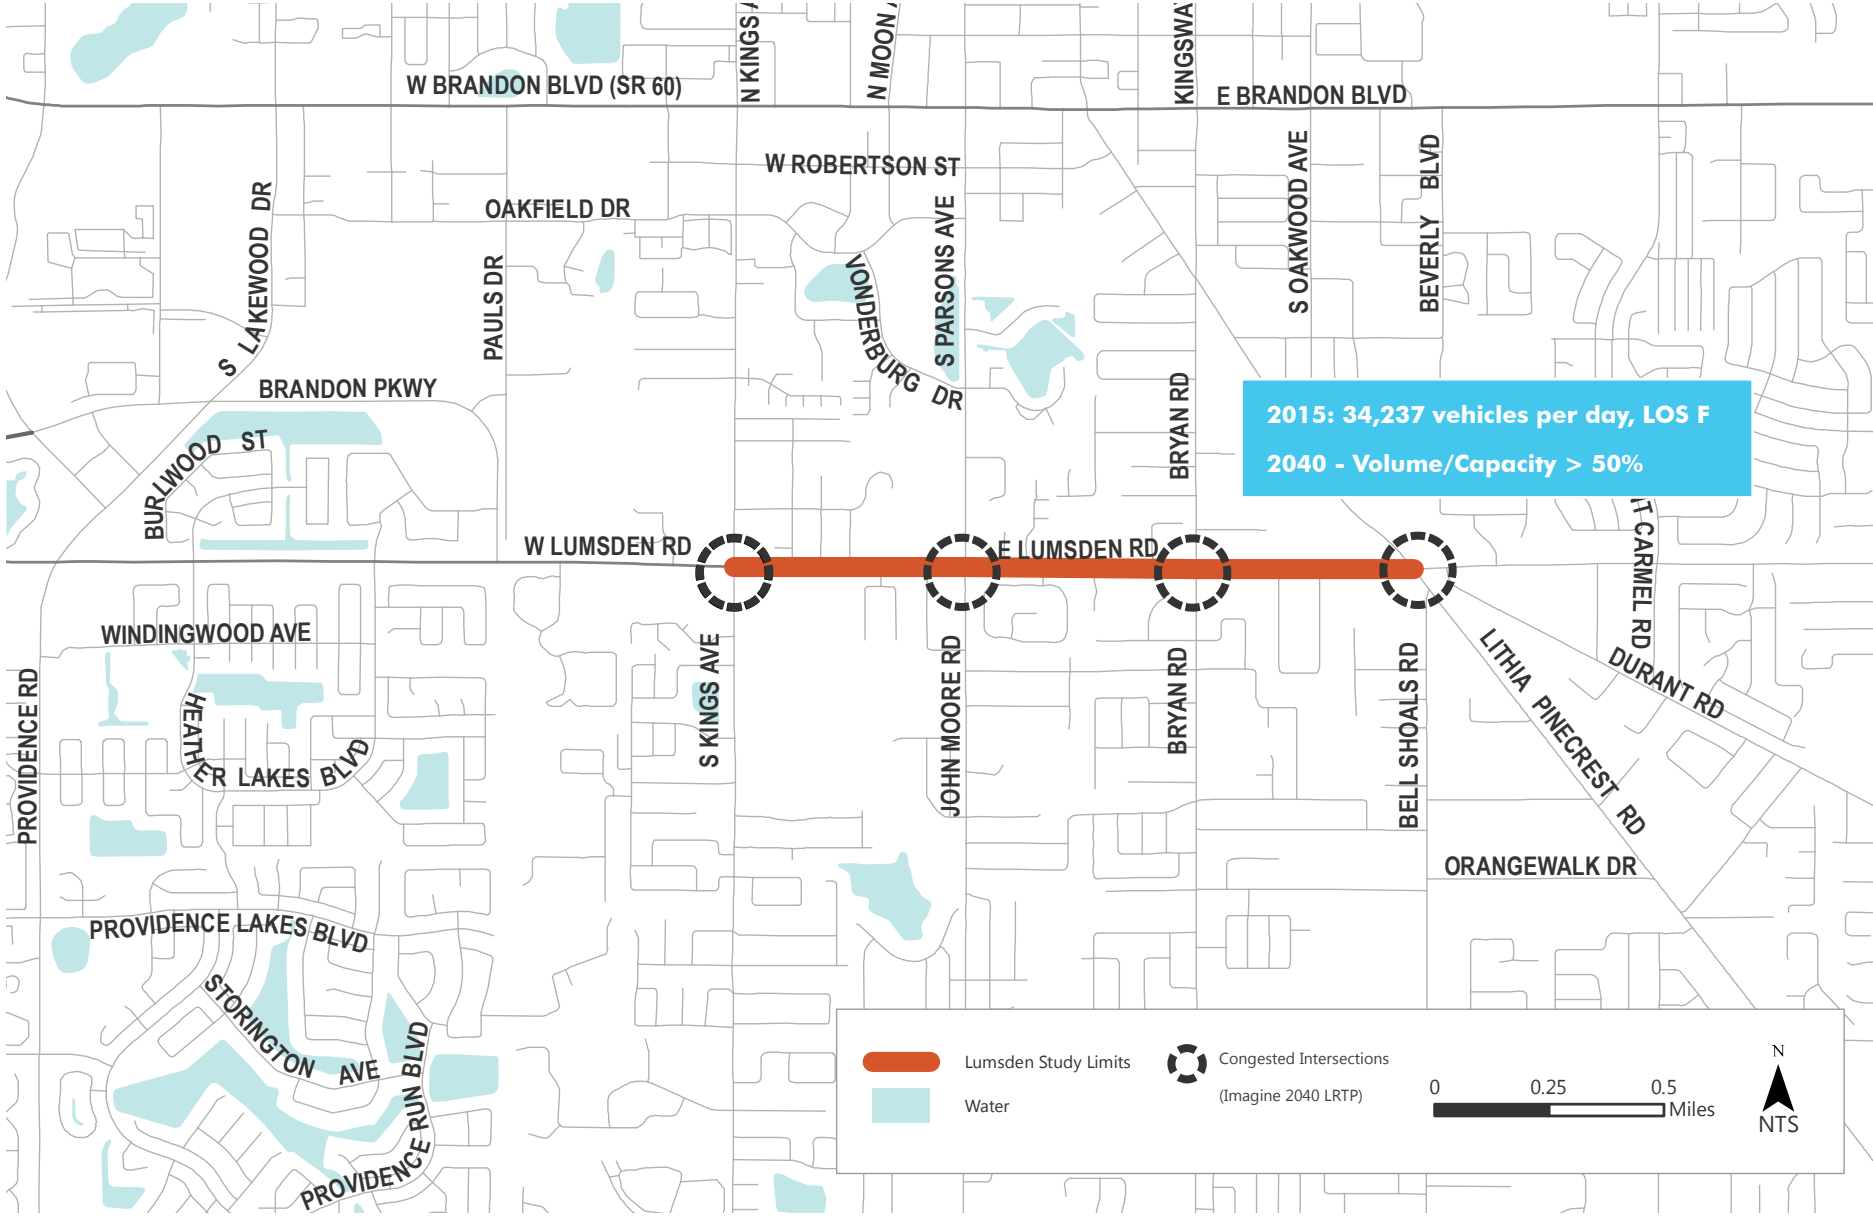 N KINGS
N MOON
KINGSWA
W BRANDON BLVD (SR 60)
E BRANDON BLVD
W ROBERTSON ST
S OAKWOOD AVE
BEVERLY BLVD
S LAKEWOOD DR
OAKFIELD DR
PAULS DR
VONDERBURG DR
S PARSONS AVE
BRANDON PKWY
BURLWOOD ST
BRYAN RD
2015: 34,237 vehicles per day, LOS F
2040 - Volume/Capacity > 50%
T CARMEL RD
W LUMSDEN RD
E LUMSDEN RD
WINDINGWOOD AVE
PROVIDENCE RD
HEATHER LAKES BLVD
S KINGS AVE
JOHN MOORE RD
BRYAN RD
BELL SHOALS RD
LITHIA PINECREST RD
DURANT RD
ORANGEWALK DR
PROVIDENCE LAKES BLVD
STORINGTON AVE
PROVIDENCE RUN BLVD
Lumsden Study Limits
Water
Congested Intersections
(Imagine 2040 LRTP)
0 0.25 0.5
Miles
N
NTS